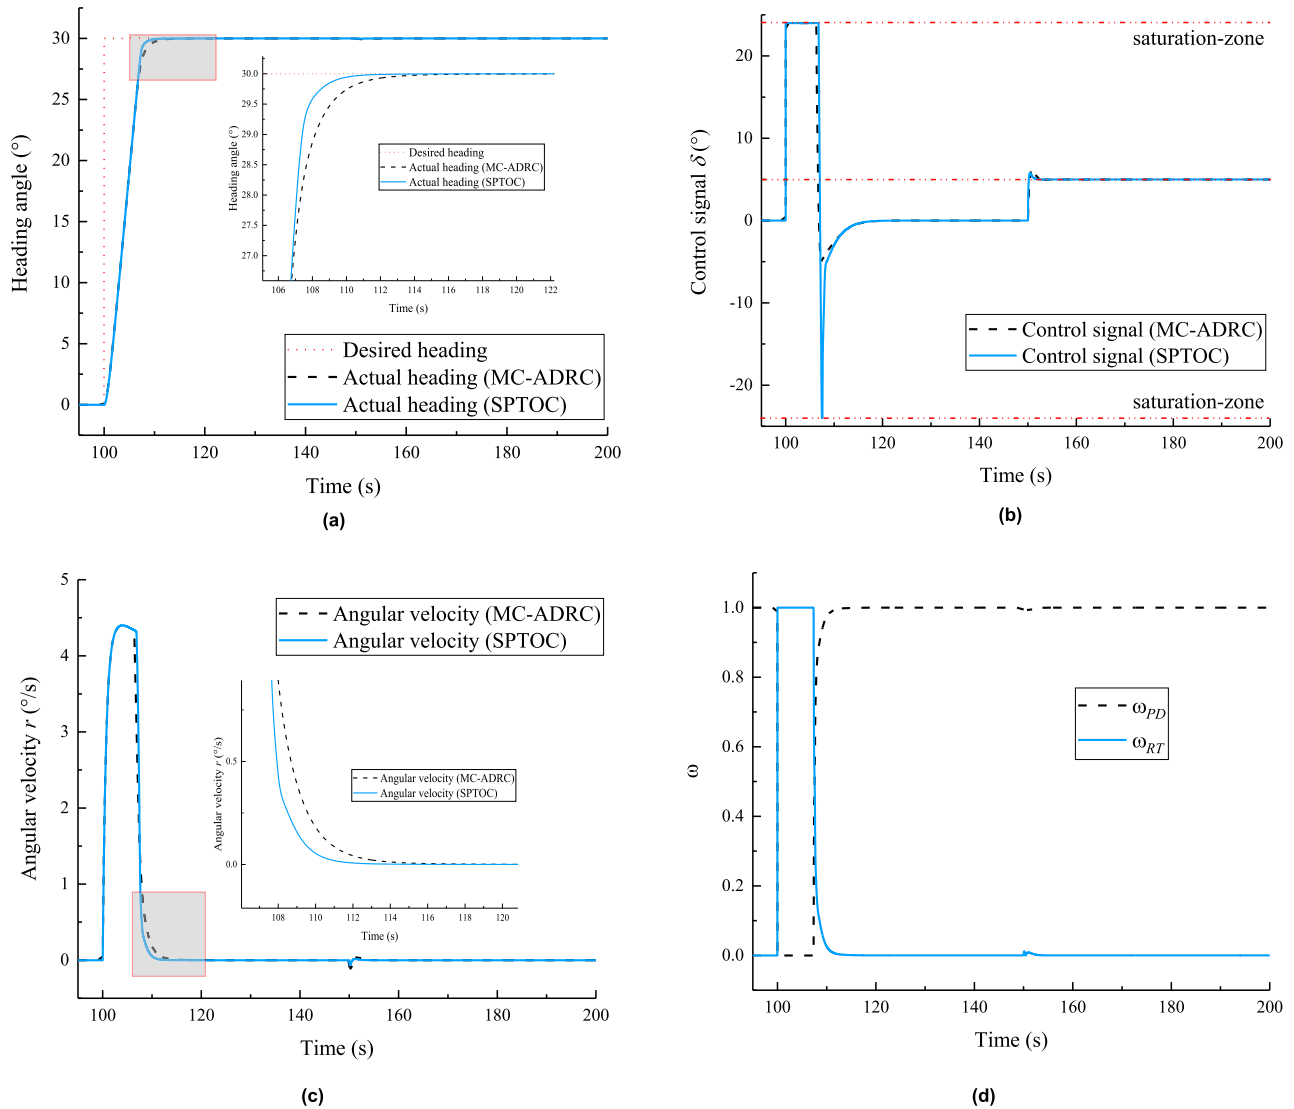 30
25
20
15
10
5
0
Heading angle (°)
100
120
140
160
180
200
Time (s)
30.0
29.5
29.0
28.5
28.0
27.5
27.0
Heading angle (°)
106
108
110
112
114
116
118
120
122
Time (s)
Desired heading
Actual heading (MC-ADRC)
Actual heading (SPTOC)
Desired heading
Actual heading (MC-ADRC)
Actual heading (SPTOC)
(a)
20
10
0
-10
-20
Control signal δ (°)
saturation-zone
Control signal (MC-ADRC)
Control signal (SPTOC)
saturation-zone
100
120
140
160
180
200
Time (s)
(b)
5
4
3
2
1
0
Angular velocity r (°/s)
Angular velocity (MC-ADRC)
Angular velocity (SPTOC)
0.5
0.0
Angular velocity r (°/s)
Angular velocity (MC-ADRC)
Angular velocity (SPTOC)
108
110
112
114
116
118
120
Time (s)
100
120
140
160
180
200
Time (s)
(c)
1.0
0.8
0.6
0.4
0.2
0.0
ω
ωPD
ωRT
100
120
140
160
180
200
Time (s)
(d)